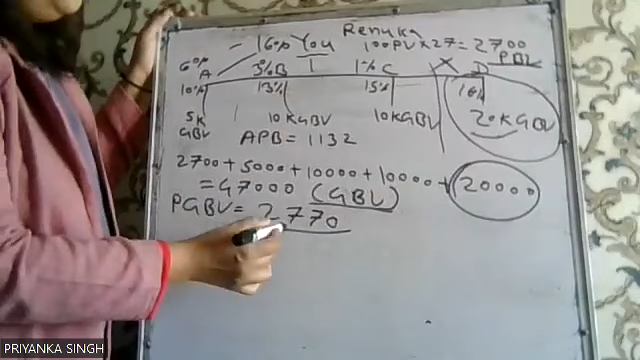 Renuka
- 16% You 100PV X 27 = 2700
PBV
6% A 3% B 1% C X D
10% 13% 15% 16%
5K 10KGBV 10KGBV 20KGBV
GBV
APB = 1132
2700 + 5000 + 10000 + 10000 + 20000
= 47000 (GBV)
PGBV = 2770
PRIYANKA SINGH